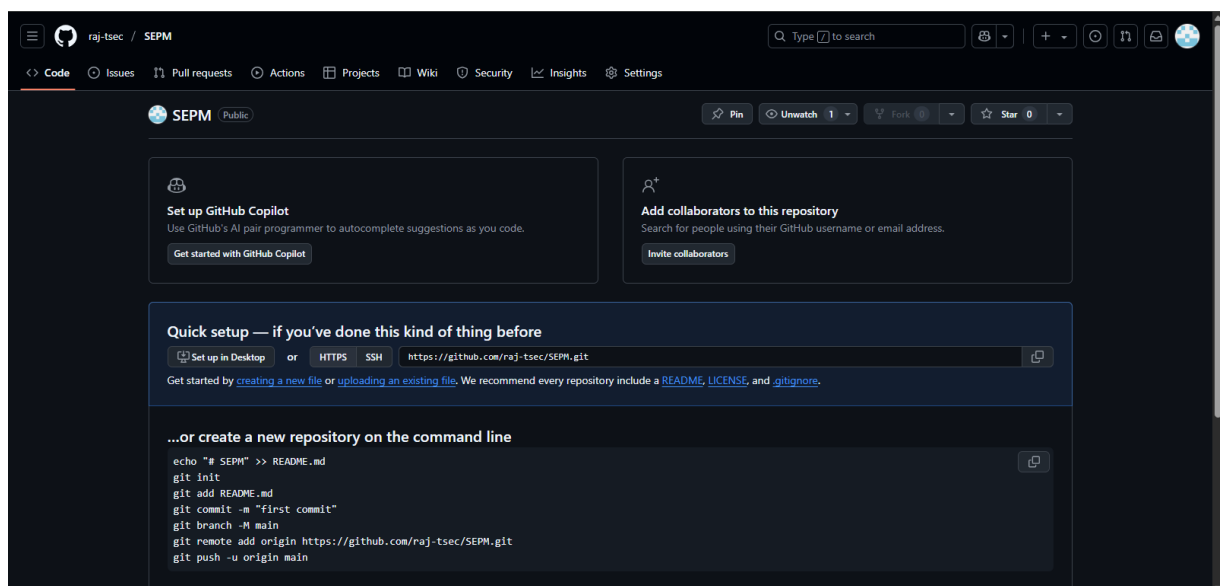 raj-tsec / SEPM
Type / to search
<> Code Issues Pull requests Actions Projects Wiki Security Insights Settings
SEPM Public
Pin Unwatch 1 Fork 0 Star 0
Set up GitHub Copilot
Use GitHub's AI pair programmer to autocomplete suggestions as you code.
Get started with GitHub Copilot
Add collaborators to this repository
Search for people using their GitHub username or email address.
Invite collaborators
Quick setup — if you've done this kind of thing before
Set up in Desktop or HTTPS SSH https://github.com/raj-tsec/SEPM.git
Get started by creating a new file or uploading an existing file. We recommend every repository include a README, LICENSE, and .gitignore.
...or create a new repository on the command line
echo "# SEPM" >> README.md
git init
git add README.md
git commit -m "first commit"
git branch -M main
git remote add origin https://github.com/raj-tsec/SEPM.git
git push -u origin main